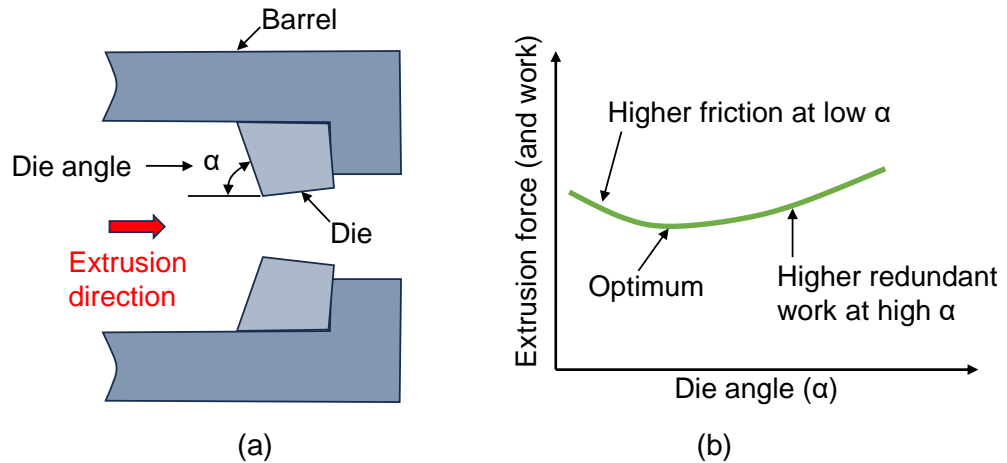 Barrel
Die angle
α
Die
Extrusion
direction
(a)
Extrusion force (and work)
Higher friction at low α
Optimum
Higher redundant
work at high α
Die angle (α)
(b)